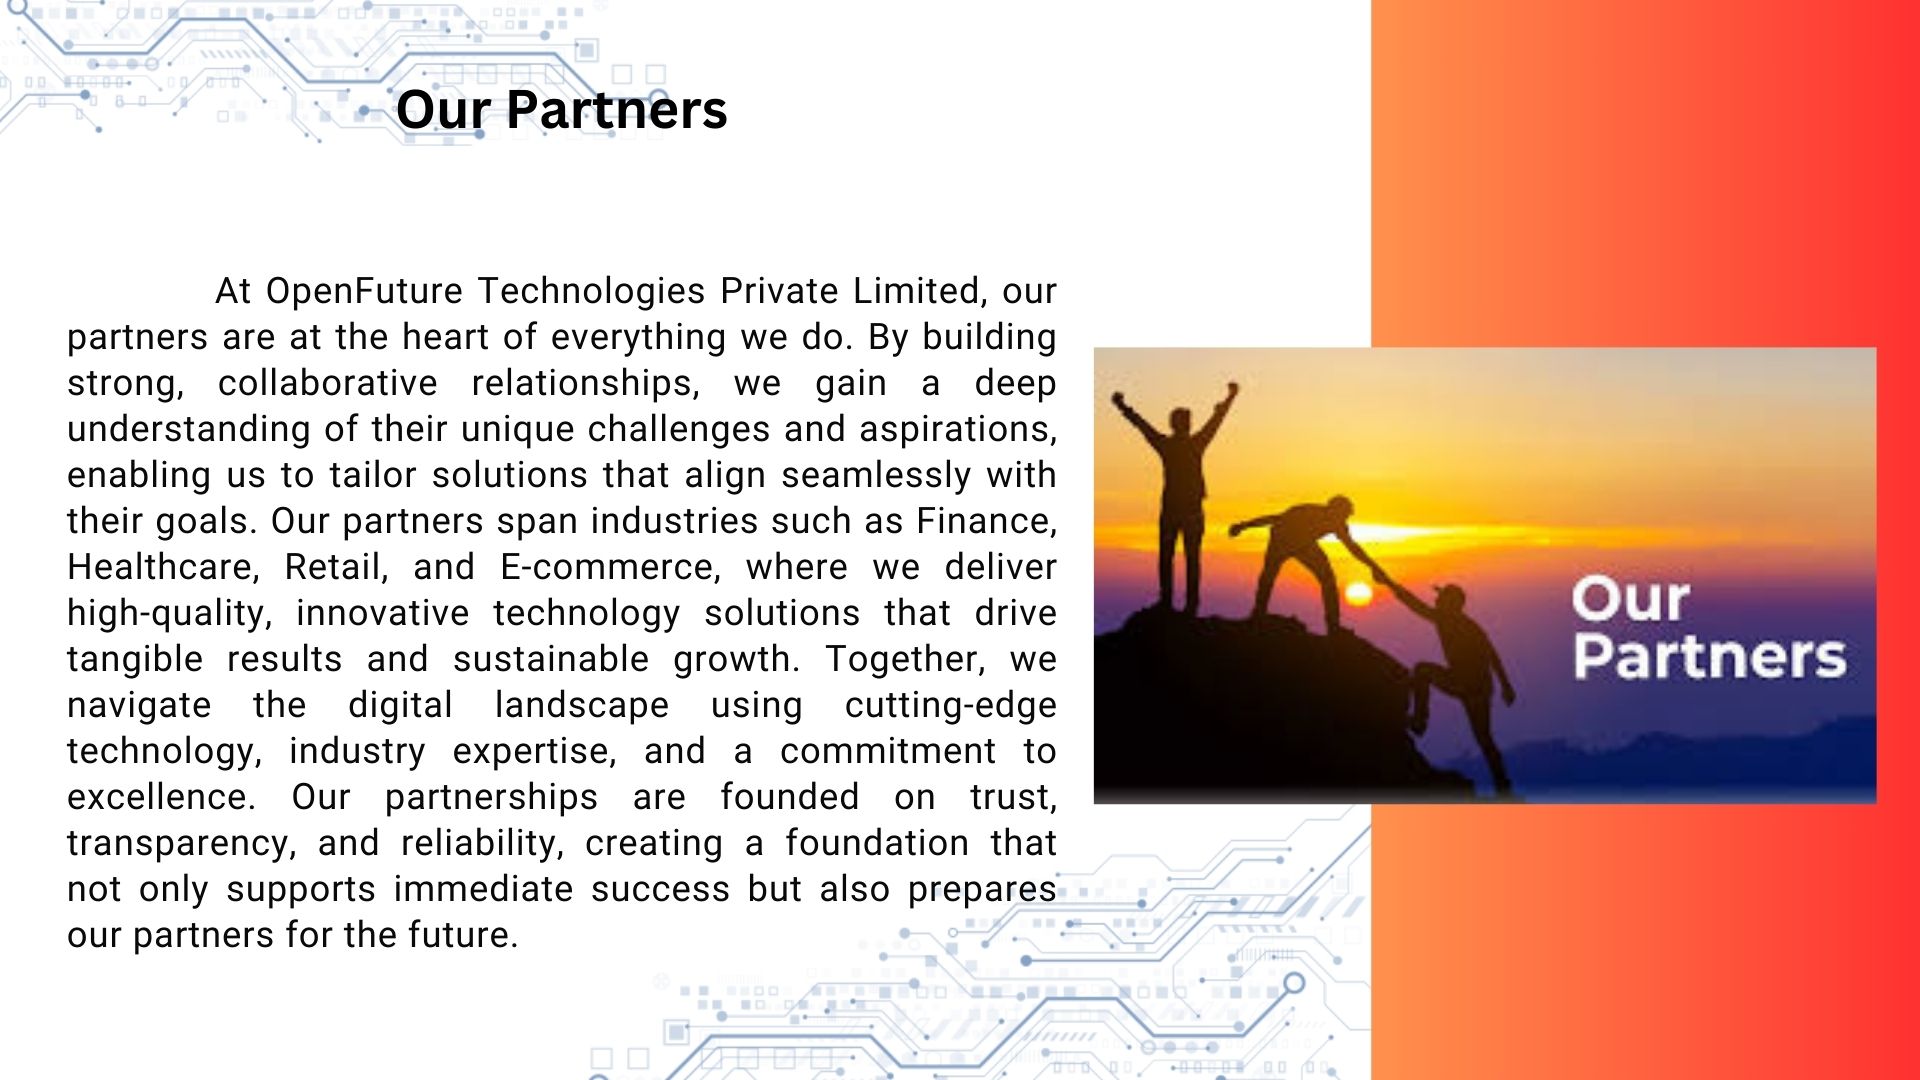 Our Partners
At OpenFuture Technologies Private Limited, our
partners are at the heart of everything we do. By building
strong, collaborative relationships, we gain a deep
understanding of their unique challenges and aspirations,
enabling us to tailor solutions that align seamlessly with
their goals. Our partners span industries such as Finance,
Healthcare, Retail, and E-commerce, where we deliver
high-quality, innovative technology solutions that drive
tangible results and sustainable growth. Together, we
navigate the digital landscape using cutting-edge
technology, industry expertise, and a commitment to
excellence. Our partnerships are founded on trust,
transparency, and reliability, creating a foundation that
not only supports immediate success but also prepares
our partners for the future.
Our
Partners